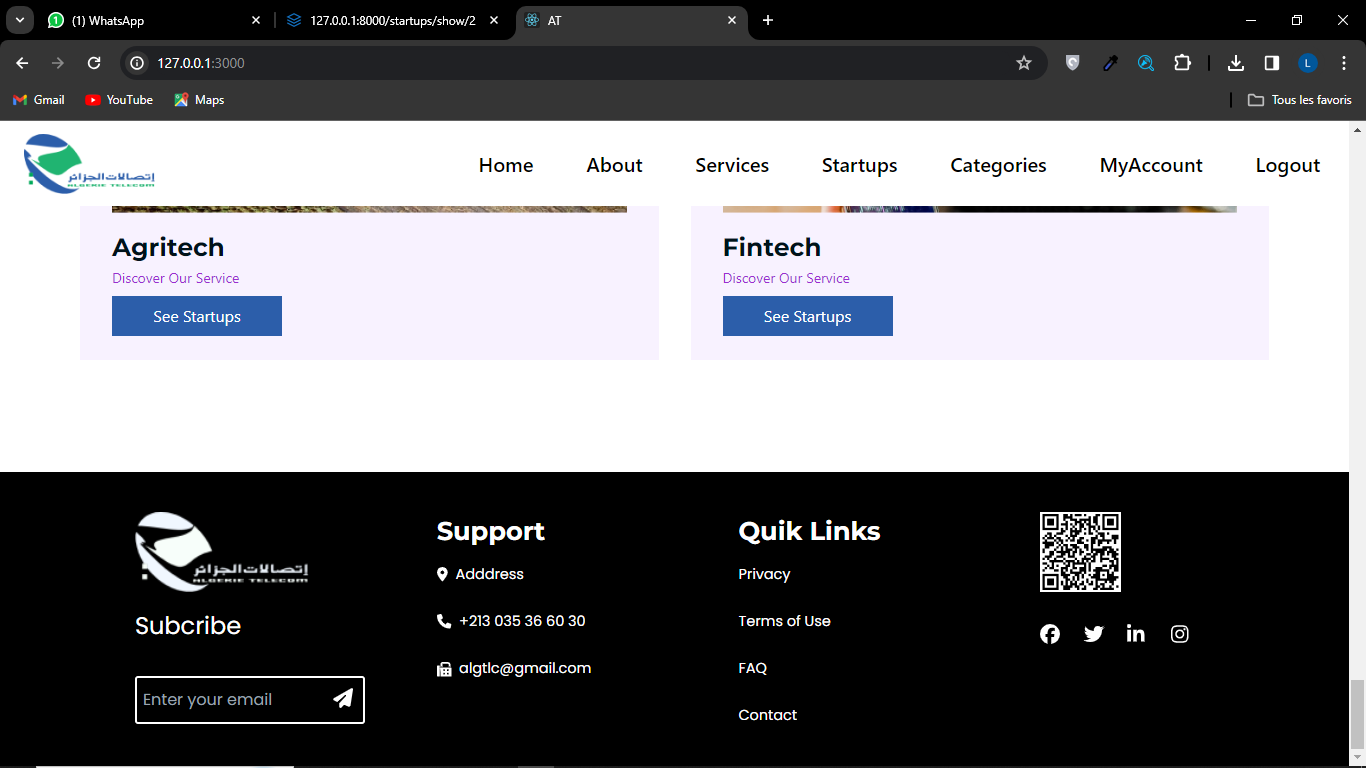 (1) WhatsApp
127.0.0.1:8000/startups/show/2
AT
127.0.0.1:3000
L
Gmail
YouTube
Maps
Tous les favoris
إتصالات الجزائر
ALGERIE TELECOM
Home
About
Services
Startups
Categories
MyAccount
Logout
Agritech
Discover Our Service
See Startups
Fintech
Discover Our Service
See Startups
إتصالات الجزائر
ALGERIE TELECOM
Subcribe
Enter your email
Support
Adddress
+213 035 36 60 30
algtlc@gmail.com
Quik Links
Privacy
Terms of Use
FAQ
Contact